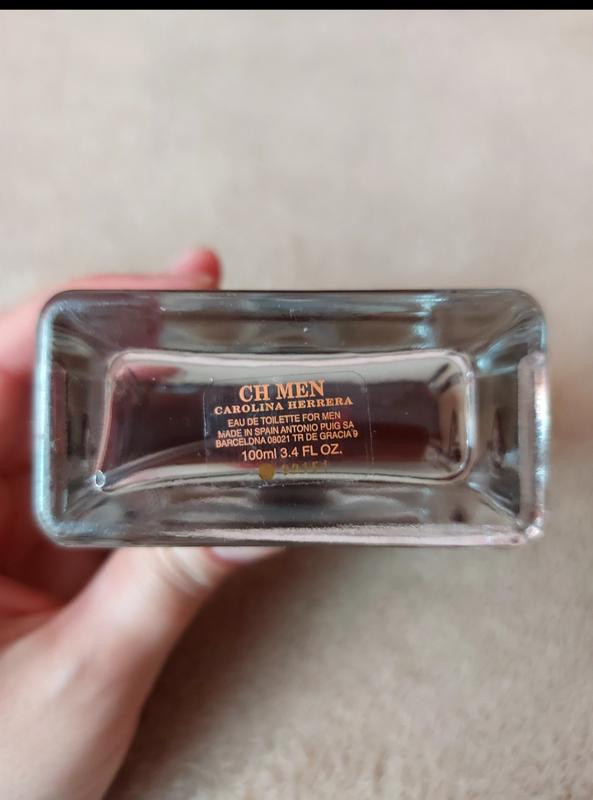 CH MEN
CAROLINA HERRERA
EAU DE TOILETTE FOR MEN
MADE IN SPAIN ANTONIO PUIG SA
BARCELDNA 08021 TR DE GRACIA 9
100ml 3.4 FL OZ.